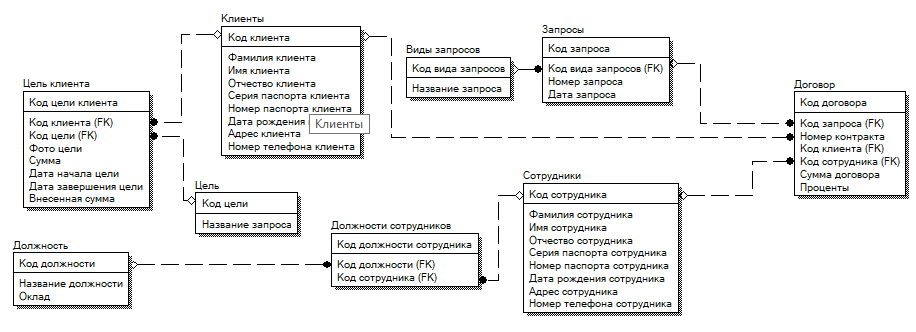 Клиенты
Код клиента
Фамилия клиента
Имя клиента
Отчество клиента
Серия паспорта клиента
Номер паспорта клиента
Дата рождения
Адрес клиента
Номер телефона клиента
Клиенты
Виды запросов
Код вида запросов
Название запроса
Запросы
Код запроса
Код вида запросов (FK)
Номер запроса
Дата запроса
Цель клиента
Код цели клиента
Код клиента (FK)
Код цели (FK)
Фото цели
Сумма
Дата начала цели
Дата завершения цели
Внесенная сумма
Договор
Код договора
Код запроса (FK)
Номер контракта
Код клиента (FK)
Код сотрудника (FK)
Сумма договора
Проценты
Цель
Код цели
Название запроса
Сотрудники
Код сотрудника
Фамилия сотрудника
Имя сотрудника
Отчество сотрудника
Серия паспорта сотрудника
Номер паспорта сотрудника
Дата рождения сотрудника
Адрес сотрудника
Номер телефона сотрудника
Должности сотрудников
Код должности сотрудника
Код должности (FK)
Код сотрудника (FK)
Должность
Код должности
Название должности
Оклад